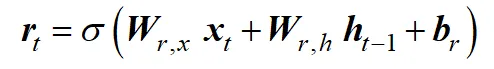 r_t = σ(W_{r,x} x_t + W_{r,h} h_{t-1} + b_r)